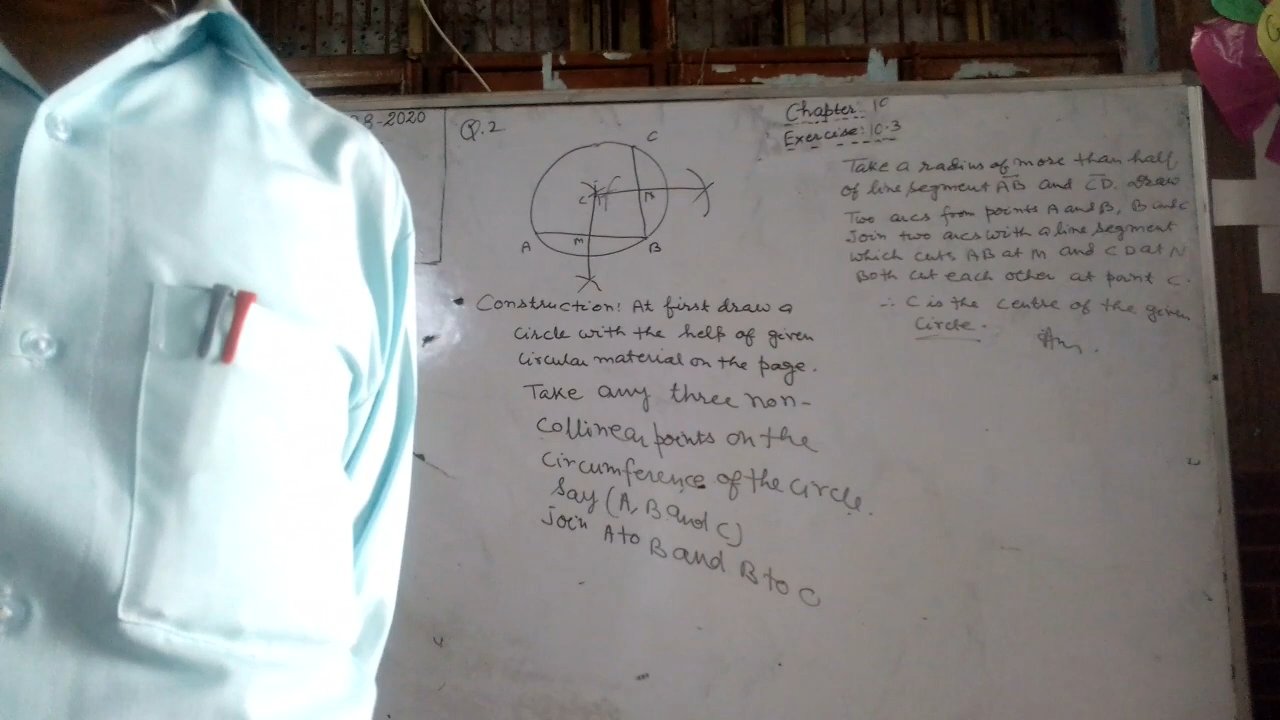 8-2020
Q.2
Chapter: 10
Exercise: 10.3
C
C
N
A
M
B
Construction: At first draw a
circle with the help of given
circular material on the page.
Take any three non-
collinear points on the
circumference of the circle.
Say (A, B and C)
Join A to B and B to C
Take a radius of more than half
of line segment AB and CD. Draw
Two arcs from points A and B, B and C
Join two arcs with a line segment
which cuts AB at M and CD at N
Both cut each other at point C.
∴ C is the centre of the given
Circle. Ans.